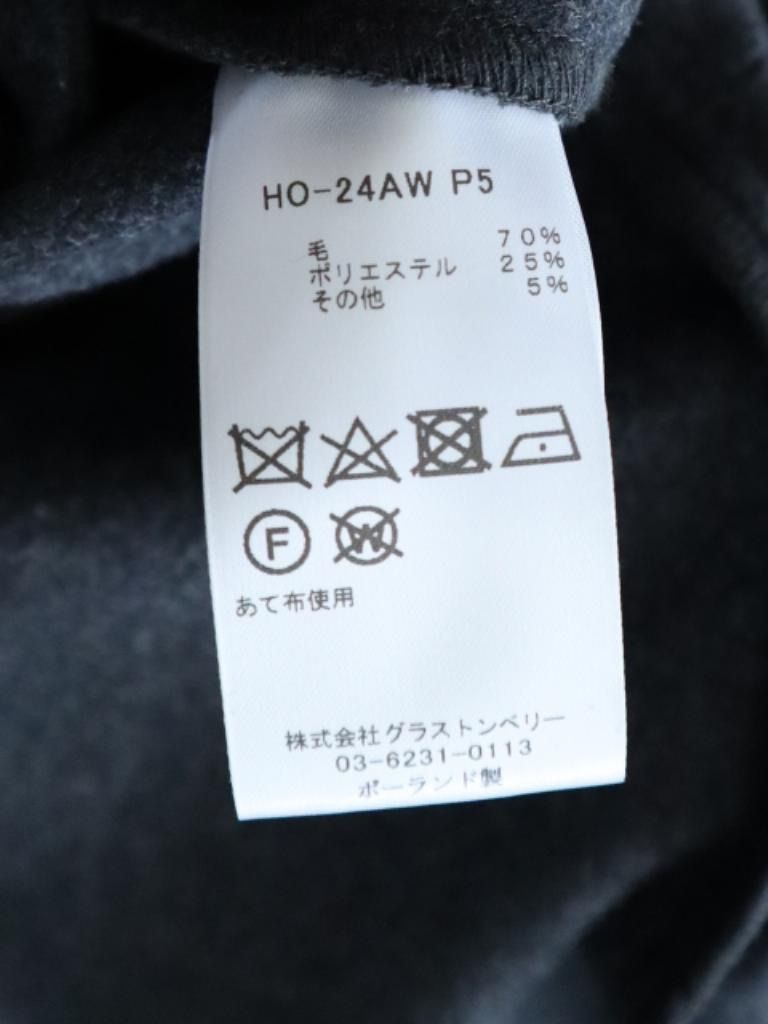 HO-24AW P5
毛 70%
ポリエステル 25%
その他 5%
F W
あて布使用
株式会社グラストンベリー
03-6231-0113
ポーランド製